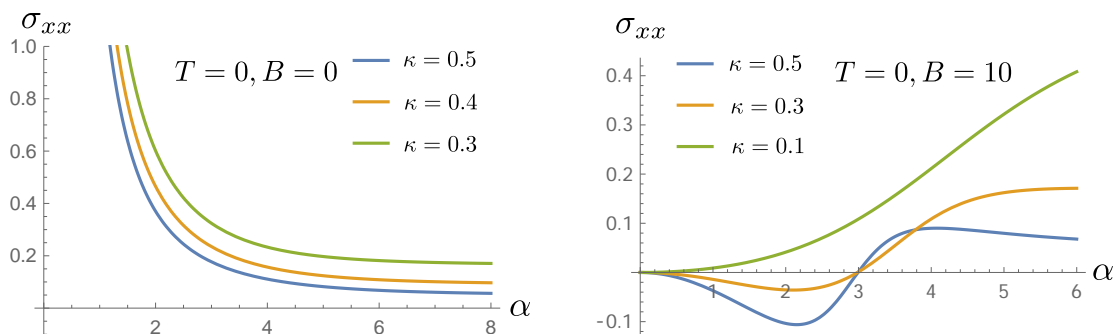 σxx
1.0
0.8
0.6
0.4
0.2
2
4
6
8
α
T = 0, B = 0
κ = 0.5
κ = 0.4
κ = 0.3
σxx
0.4
0.3
0.2
0.1
-0.1
1
2
3
4
5
6
α
κ = 0.5
κ = 0.3
κ = 0.1
T = 0, B = 10